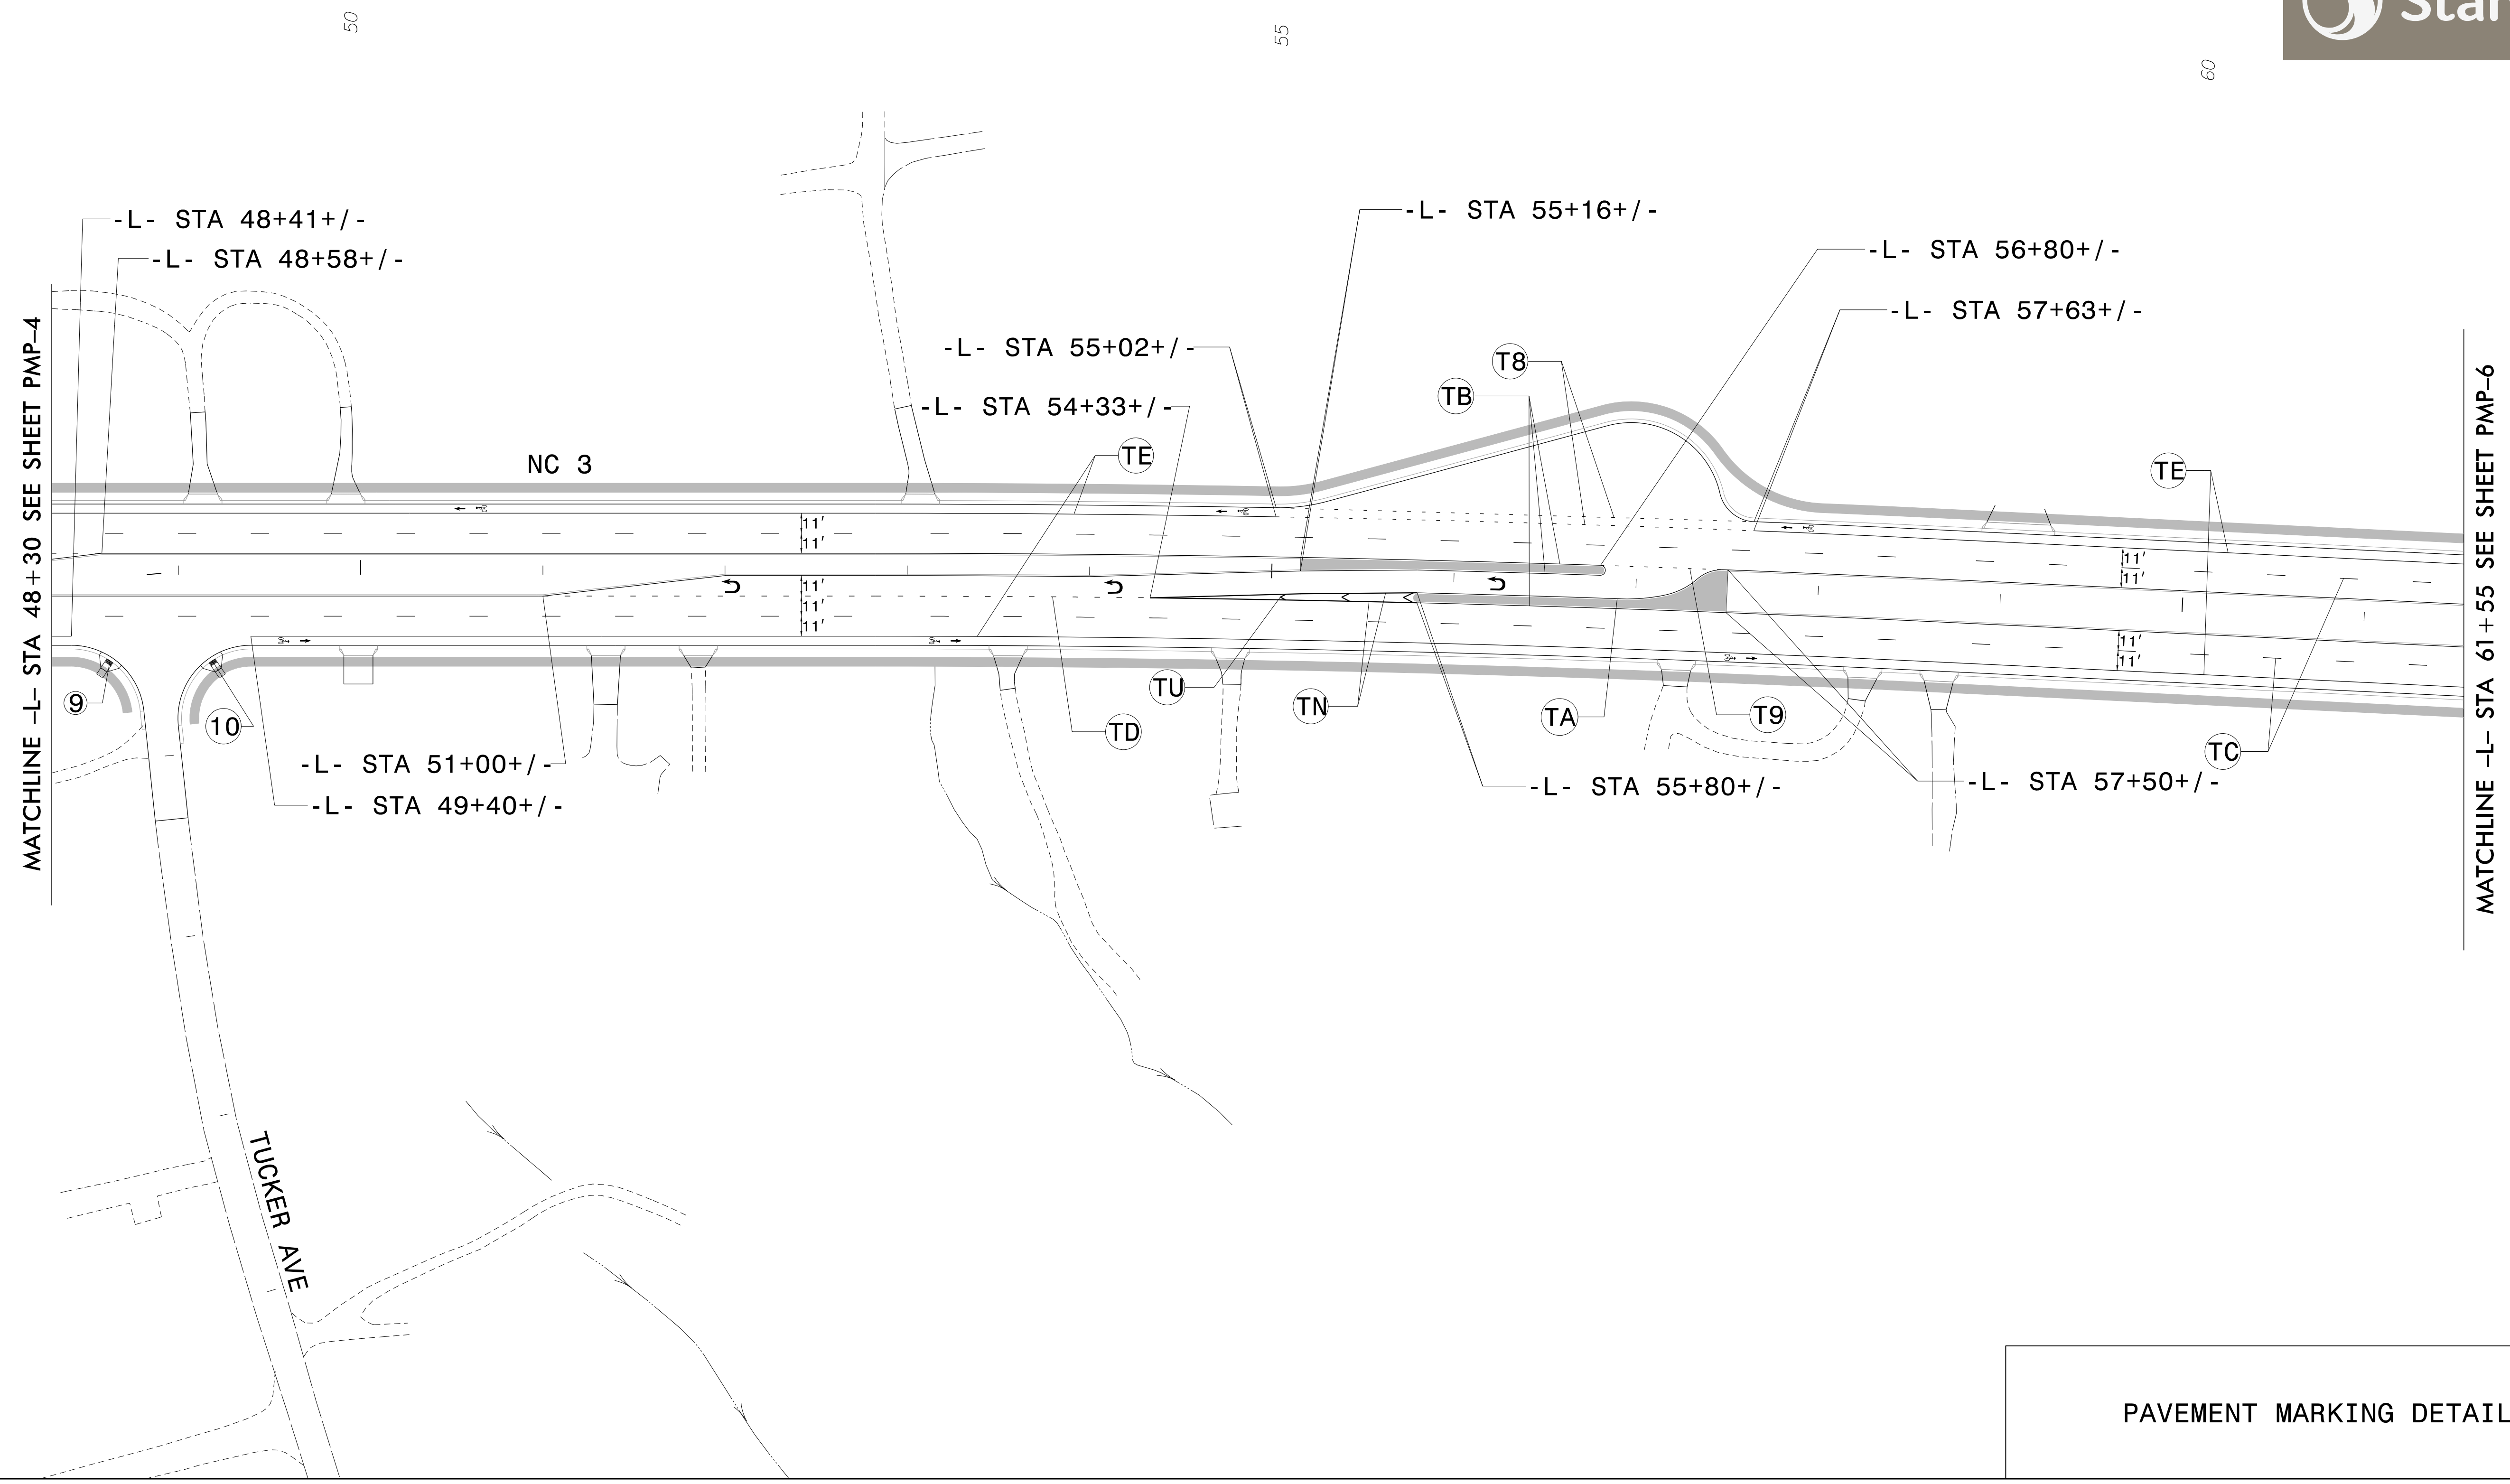 50
55
60
Star
-L- STA 48+41+/-
-L- STA 48+58+/-
-L- STA 55+16+/-
-L- STA 56+80+/-
-L- STA 57+63+/-
-L- STA 55+02+/-
-L- STA 54+33+/-
T8
TB
TE
TE
NC 3
MATCHLINE -L- STA 48+30 SEE SHEET PMP-4
MATCHLINE -L- STA 61+55 SEE SHEET PMP-6
11'
11'
11'
11'
11'
11'
11'
11'
11'
9
10
TU
TN
TD
TA
T9
TC
-L- STA 51+00+/-
-L- STA 49+40+/-
-L- STA 55+80+/-
-L- STA 57+50+/-
TUCKER AVE
PAVEMENT MARKING DETAIL